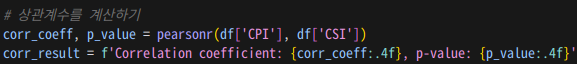 # 상관계수를 계산하기
corr_coeff, p_value = pearsonr(df['CPI'], df['CSI'])
corr_result = f'Correlation coefficient: {corr_coeff:.4f}, p-value: {p_value:.4f}'